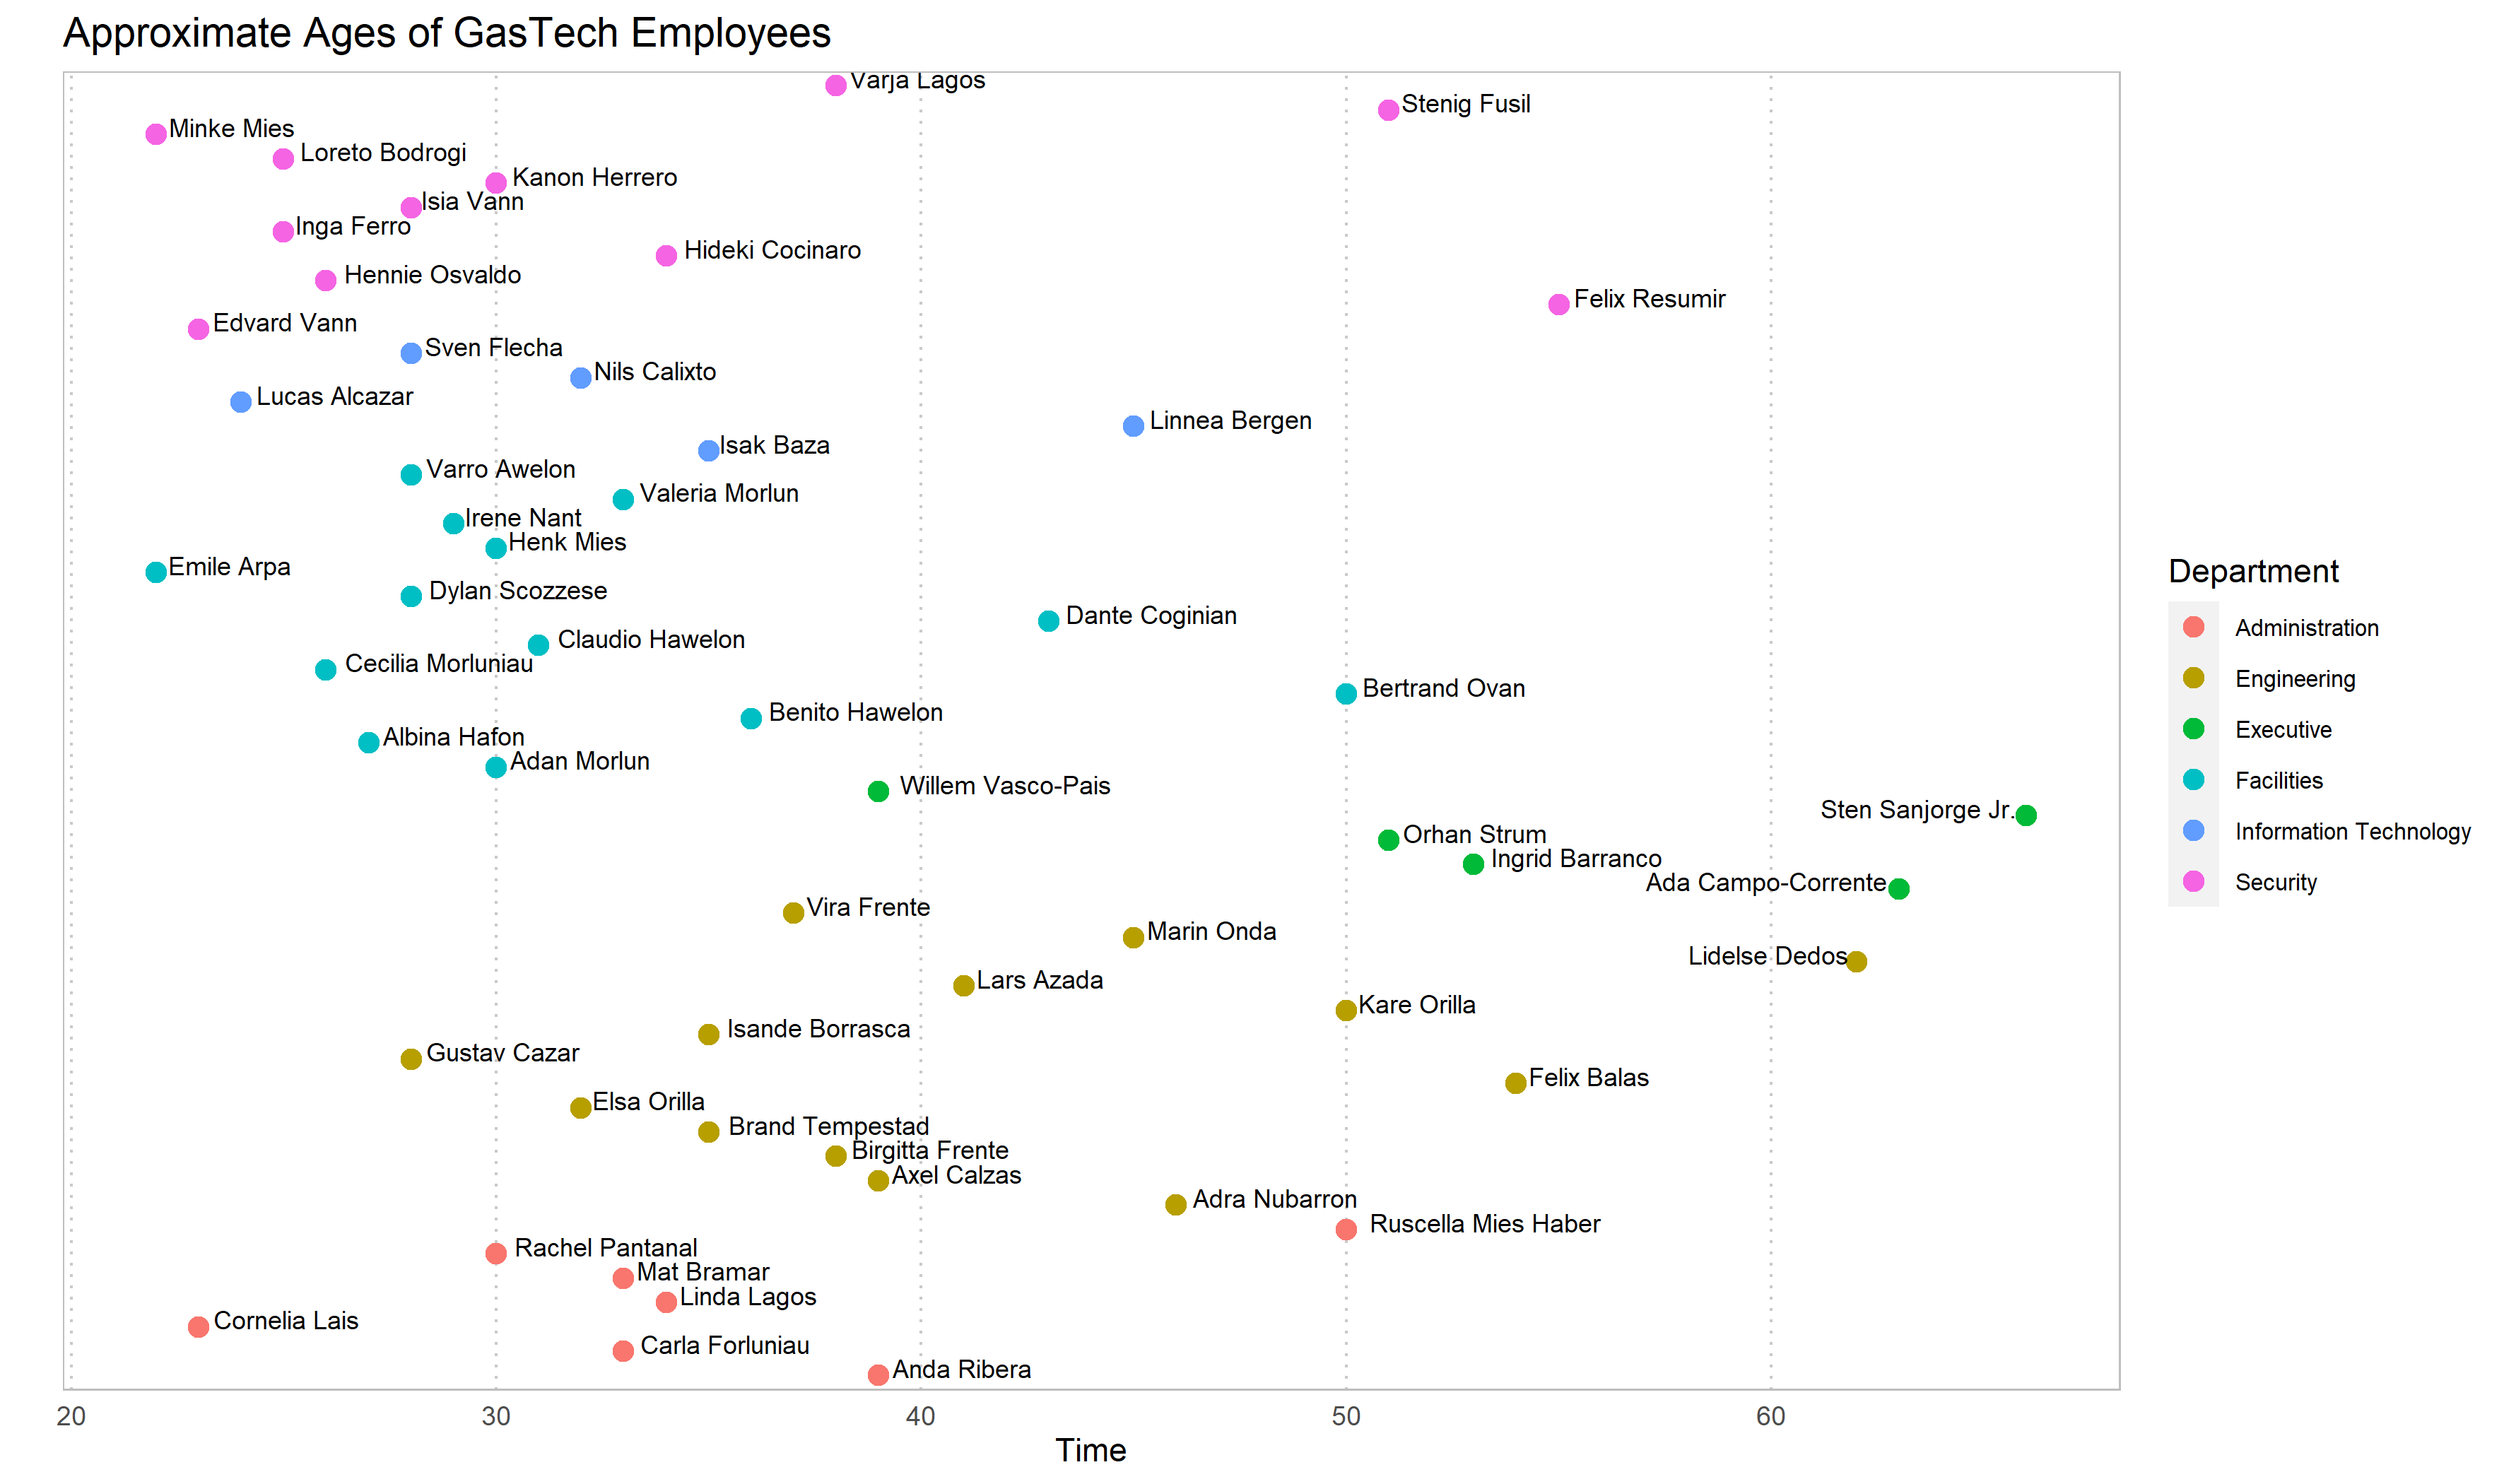 Approximate Ages of GasTech Employees
Varja Lagos
Stenig Fusil
Minke Mies
Loreto Bodrogi
Kanon Herrero
Isia Vann
Inga Ferro
Hideki Cocinaro
Hennie Osvaldo
Felix Resumir
Edvard Vann
Sven Flecha
Nils Calixto
Lucas Alcazar
Linnea Bergen
Isak Baza
Varro Awelon
Valeria Morlun
Irene Nant
Henk Mies
Emile Arpa
Dylan Scozzese
Dante Coginian
Claudio Hawelon
Cecilia Morluniau
Bertrand Ovan
Benito Hawelon
Albina Hafon
Adan Morlun
Willem Vasco-Pais
Sten Sanjorge Jr.
Orhan Strum
Ingrid Barranco
Ada Campo-Corrente
Vira Frente
Marin Onda
Lidelse Dedos
Lars Azada
Kare Orilla
Isande Borrasca
Gustav Cazar
Felix Balas
Elsa Orilla
Brand Tempestad
Birgitta Frente
Axel Calzas
Adra Nubarron
Ruscella Mies Haber
Rachel Pantanal
Mat Bramar
Linda Lagos
Cornelia Lais
Carla Forluniau
Anda Ribera
20 30 40 50 60
Time
Department
Administration
Engineering
Executive
Facilities
Information Technology
Security